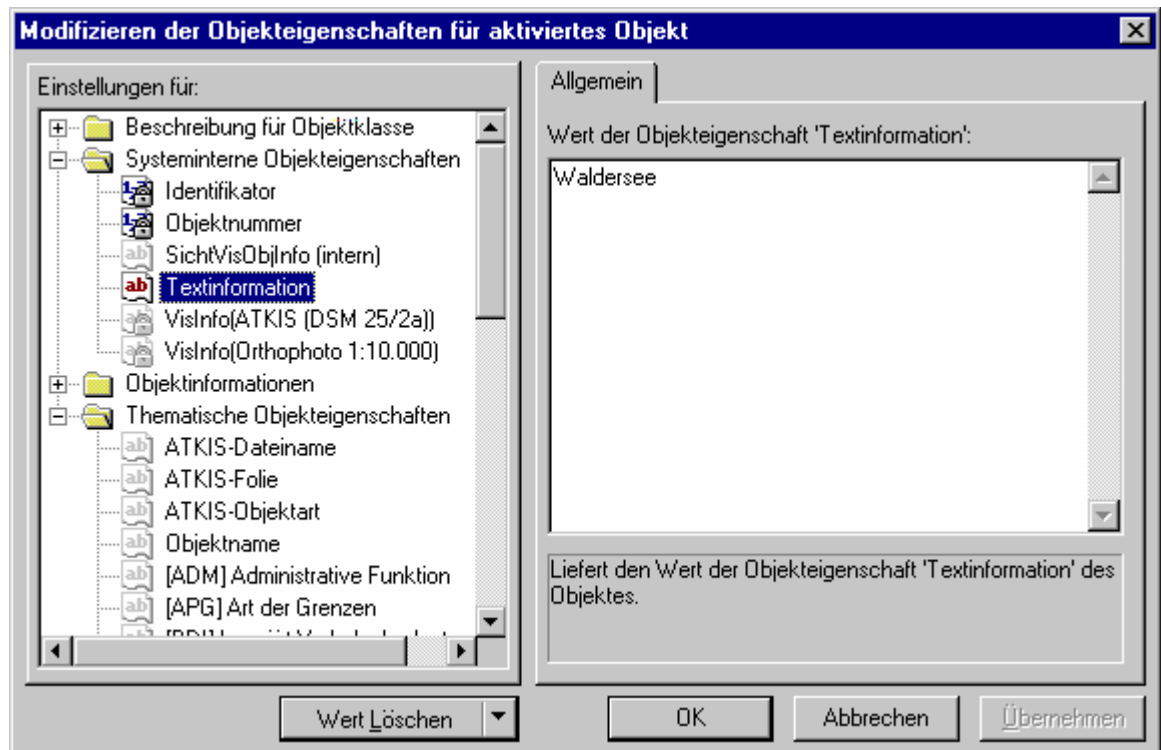 Modifizieren der Objekteigenschaften für aktiviertes Objekt
Einstellungen für:
Beschreibung für Objektklasse
Systeminterne Objekteigenschaften
Identifikator
Objektnummer
SichtVisObjInfo (intern)
Textinformation
VisInfo(ATKIS (DSM 25/2a))
VisInfo(Orthophoto 1:10.000)
Objektinformationen
Thematische Objekteigenschaften
ATKIS-Dateiname
ATKIS-Folie
ATKIS-Objektart
Objektname
[ADM] Administrative Funktion
[APG] Art der Grenzen
Allgemein
Wert der Objekteigenschaft 'Textinformation':
Waldersee
Liefert den Wert der Objekteigenschaft 'Textinformation' des
Objektes.
Wert Löschen
OK
Abbrechen
Übernehmen